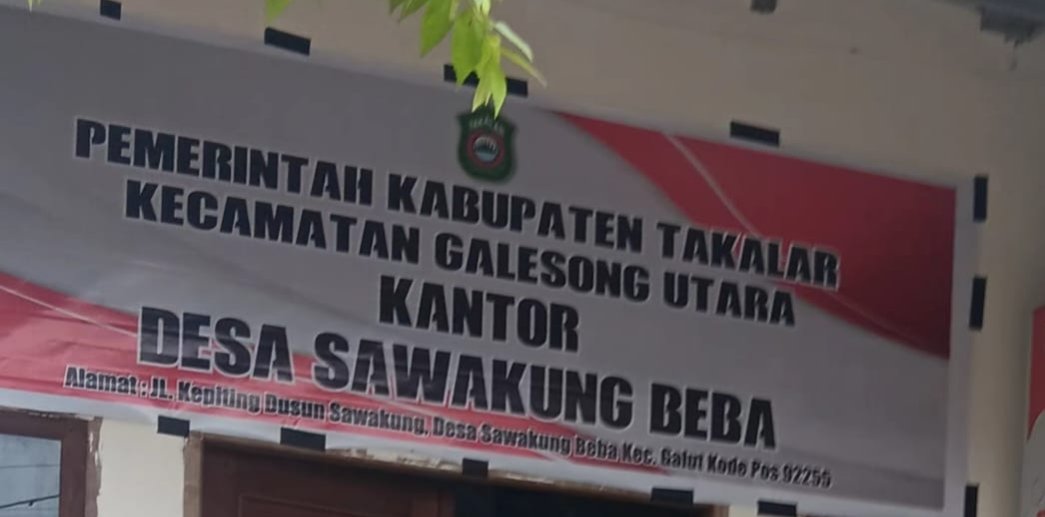 TAKALAR
PEMERINTAH KABUPATEN TAKALAR
KECAMATAN GALESONG UTARA
KANTOR
DESA SAWAKUNG BEBA
Alamat : JL. Kepiting Dusun Sawakung, Desa Sawakung Beba Kec. Galut Kode Pos 92255